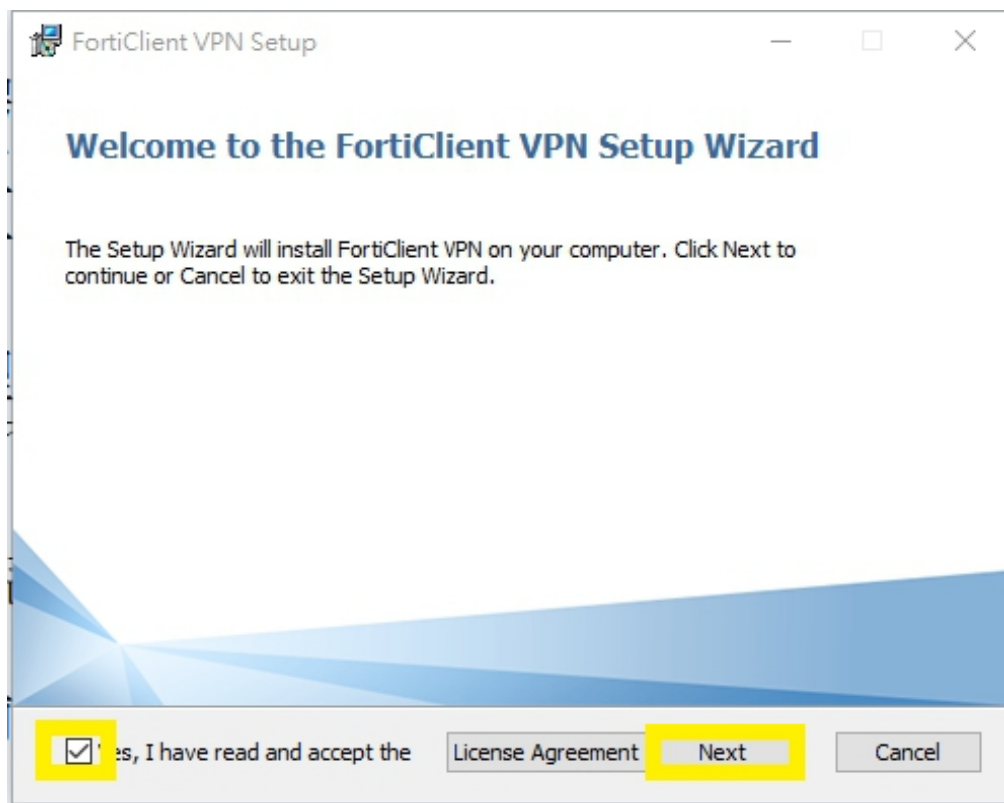 FortiClient VPN Setup
Welcome to the FortiClient VPN Setup Wizard
The Setup Wizard will install FortiClient VPN on your computer. Click Next to
continue or Cancel to exit the Setup Wizard.
es, I have read and accept the License Agreement Next Cancel